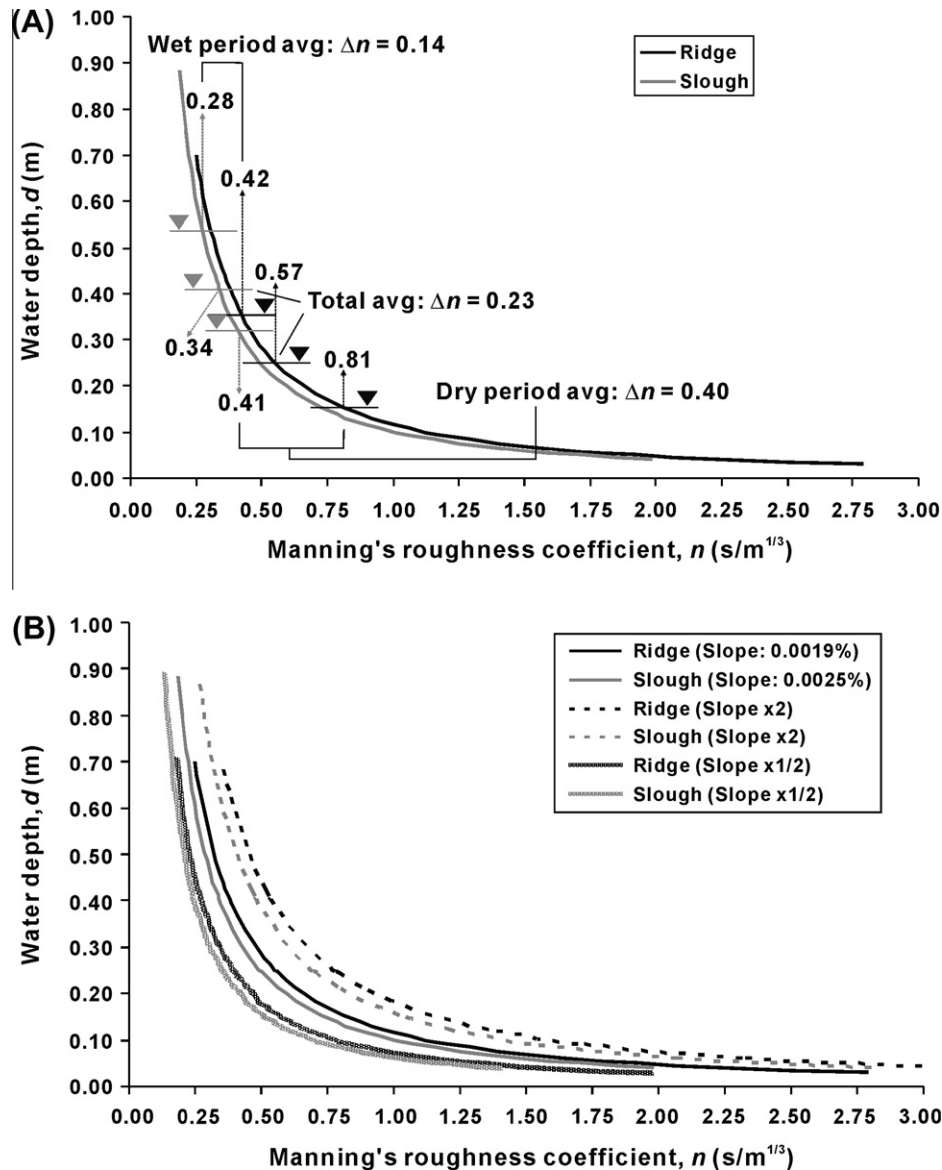 (A)
Wet period avg: Δn = 0.14
Ridge
Slough
0.28
0.42
0.57
Total avg: Δn = 0.23
0.34
0.81
0.41
Dry period avg: Δn = 0.40
Water depth, d (m)
1.00
0.90
0.80
0.70
0.60
0.50
0.40
0.30
0.20
0.10
0.00
0.00 0.25 0.50 0.75 1.00 1.25 1.50 1.75 2.00 2.25 2.50 2.75 3.00
Manning's roughness coefficient, n (s/m^1/3)
(B)
Ridge (Slope: 0.0019%)
Slough (Slope: 0.0025%)
Ridge (Slope x2)
Slough (Slope x2)
Ridge (Slope x1/2)
Slough (Slope x1/2)
Water depth, d (m)
1.00
0.90
0.80
0.70
0.60
0.50
0.40
0.30
0.20
0.10
0.00
0.00 0.25 0.50 0.75 1.00 1.25 1.50 1.75 2.00 2.25 2.50 2.75 3.00
Manning's roughness coefficient, n (s/m^1/3)